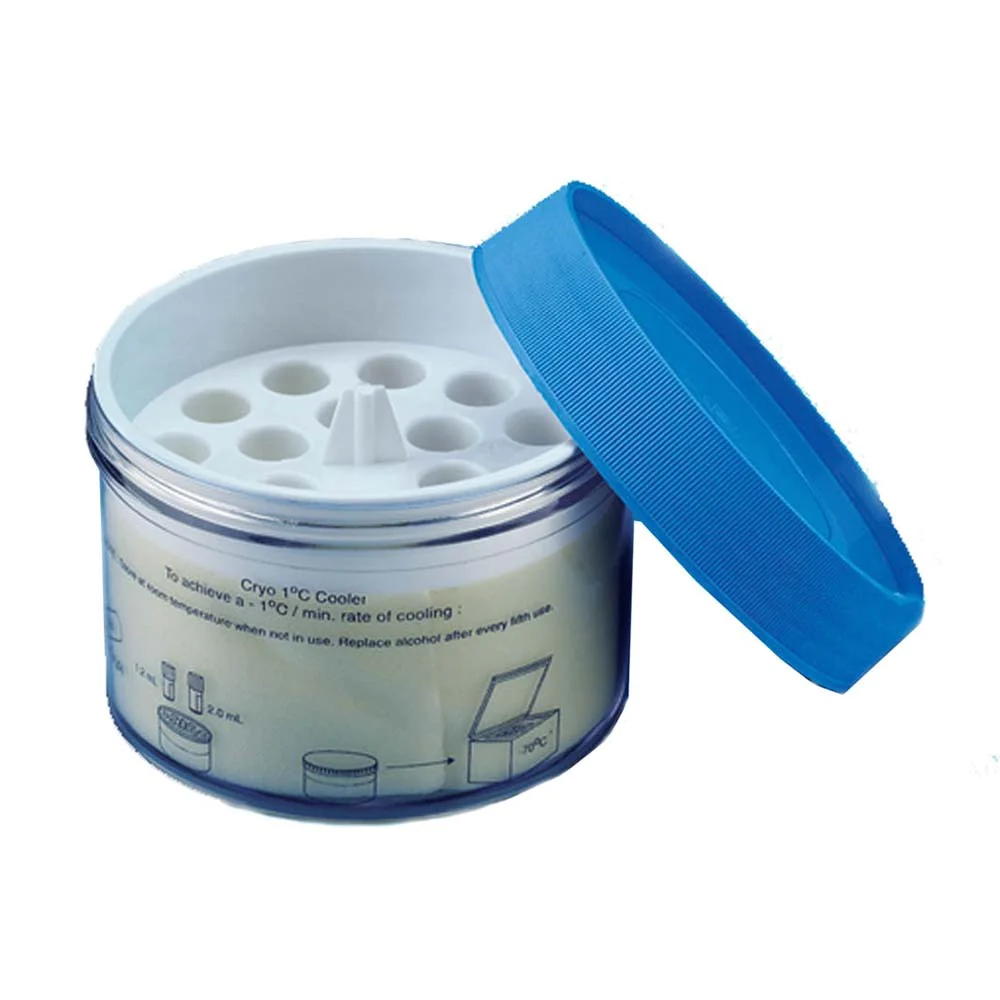 Cryo 1ºC Cooler
To achieve a - 1ºC / min. rate of cooling :
Store at room temperature when not in use. Replace alcohol after every fifth use.
1.2 mL
2.0 mL
-70ºC